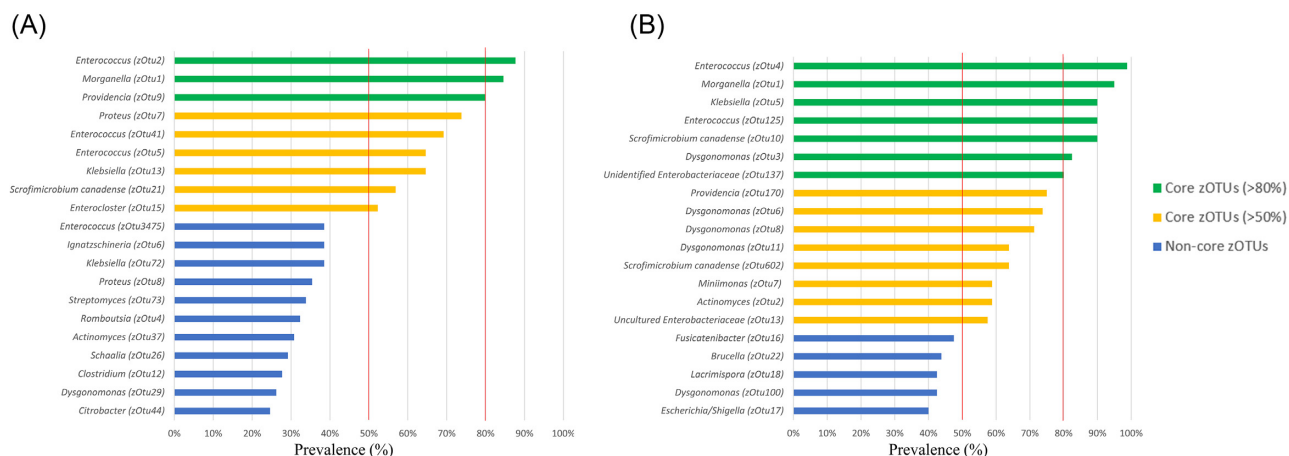 (A)
Enterococcus (zOtu2)
Morganella (zOtu1)
Providencia (zOtu9)
Proteus (zOtu7)
Enterococcus (zOtu41)
Enterococcus (zOtu5)
Klebsiella (zOtu13)
Scrofimicrobium canadense (zOtu21)
Enterocloster (zOtu15)
Enterococcus (zOtu3475)
Ignatzschineria (zOtu6)
Klebsiella (zOtu72)
Proteus (zOtu8)
Streptomyces (zOtu73)
Romboutsia (zOtu4)
Actinomyces (zOtu37)
Schaalia (zOtu26)
Clostridium (zOtu12)
Dysgonomonas (zOtu29)
Citrobacter (zOtu44)
0% 10% 20% 30% 40% 50% 60% 70% 80% 90% 100%
Prevalence (%)
(B)
Enterococcus (zOtu4)
Morganella (zOtu1)
Klebsiella (zOtu5)
Enterococcus (zOtu125)
Scrofimicrobium canadense (zOtu10)
Dysgonomonas (zOtu3)
Unidentified Enterobacteriaceae (zOtu137)
Providencia (zOtu170)
Dysgonomonas (zOtu6)
Dysgonomonas (zOtu8)
Dysgonomonas (zOtu11)
Scrofimicrobium canadense (zOtu602)
Miniimonas (zOtu7)
Actinomyces (zOtu2)
Uncultured Enterobacteriaceae (zOtu13)
Fusicatenibacter (zOtu16)
Brucella (zOtu22)
Lacrimispora (zOtu18)
Dysgonomonas (zOtu100)
Escherichia/Shigella (zOtu17)
0% 10% 20% 30% 40% 50% 60% 70% 80% 90% 100%
Prevalence (%)
Core zOTUs (>80%)
Core zOTUs (>50%)
Non-core zOTUs